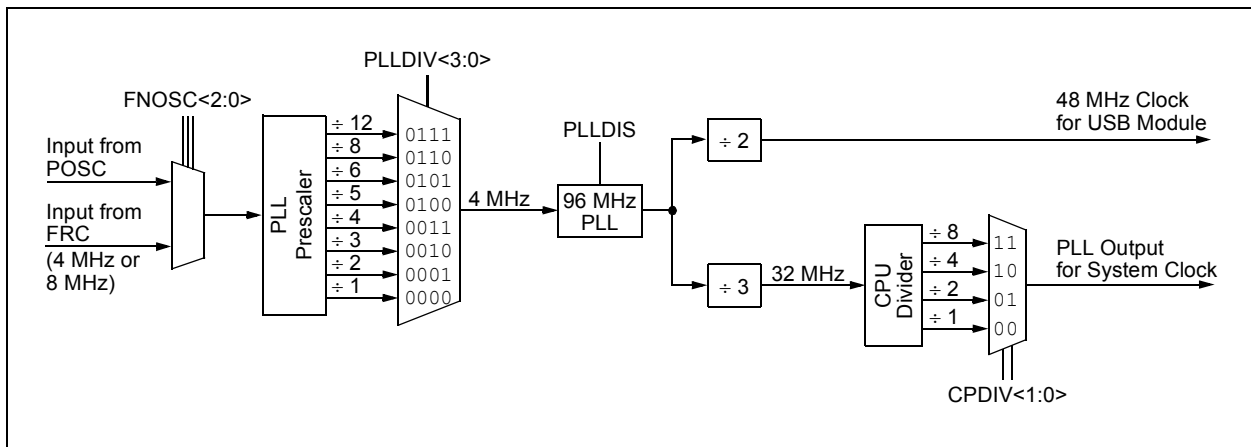 PLLDIV<3:0>
FNOSC<2:0>
Input from
POSC
Input from
FRC
(4 MHz or
8 MHz)
PLL
Prescaler
÷ 12
÷ 8
÷ 6
÷ 5
÷ 4
÷ 3
÷ 2
÷ 1
0111
0110
0101
0100
0011
0010
0001
0000
4 MHz
PLLDIS
96 MHz
PLL
÷ 2
48 MHz Clock
for USB Module
÷ 3
32 MHz
CPU
Divider
÷ 8
÷ 4
÷ 2
÷ 1
11
10
01
00
PLL Output
for System Clock
CPDIV<1:0>